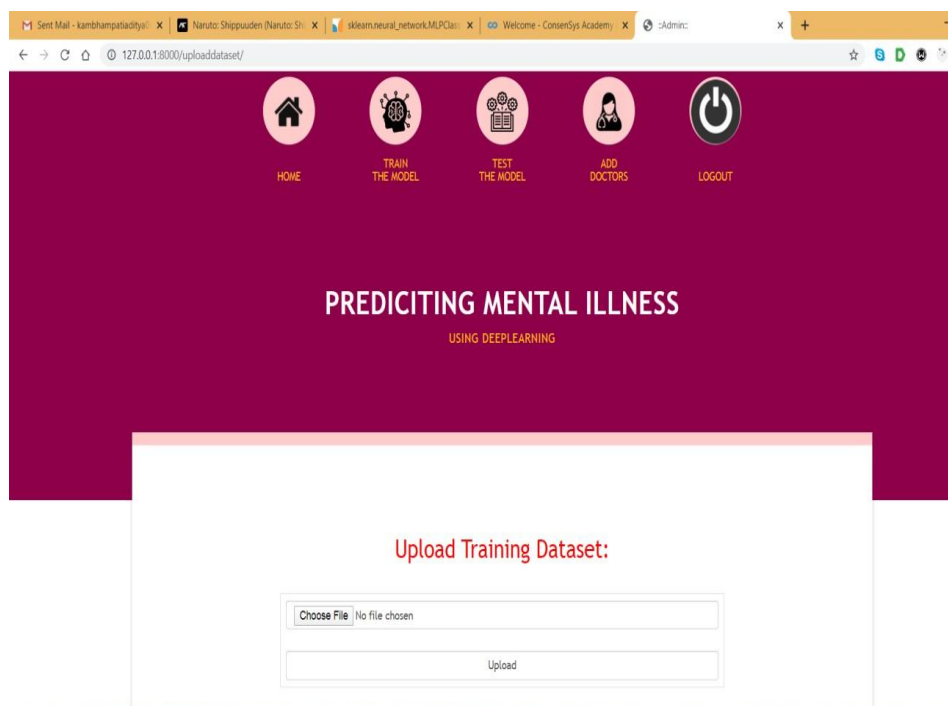 Sent Mail - kambhampatiaditya0 Naruto: Shippuuden (Naruto: Shi sklearn.neural_network.MLPClas Welcome - ConsenSys Academy ::Admin::
127.0.0.1:8000/uploaddataset/
HOME
TRAIN
THE MODEL
TEST
THE MODEL
ADD
DOCTORS
LOGOUT
PREDICITING MENTAL ILLNESS
USING DEEPLEARNING
Upload Training Dataset:
Choose File No file chosen
Upload